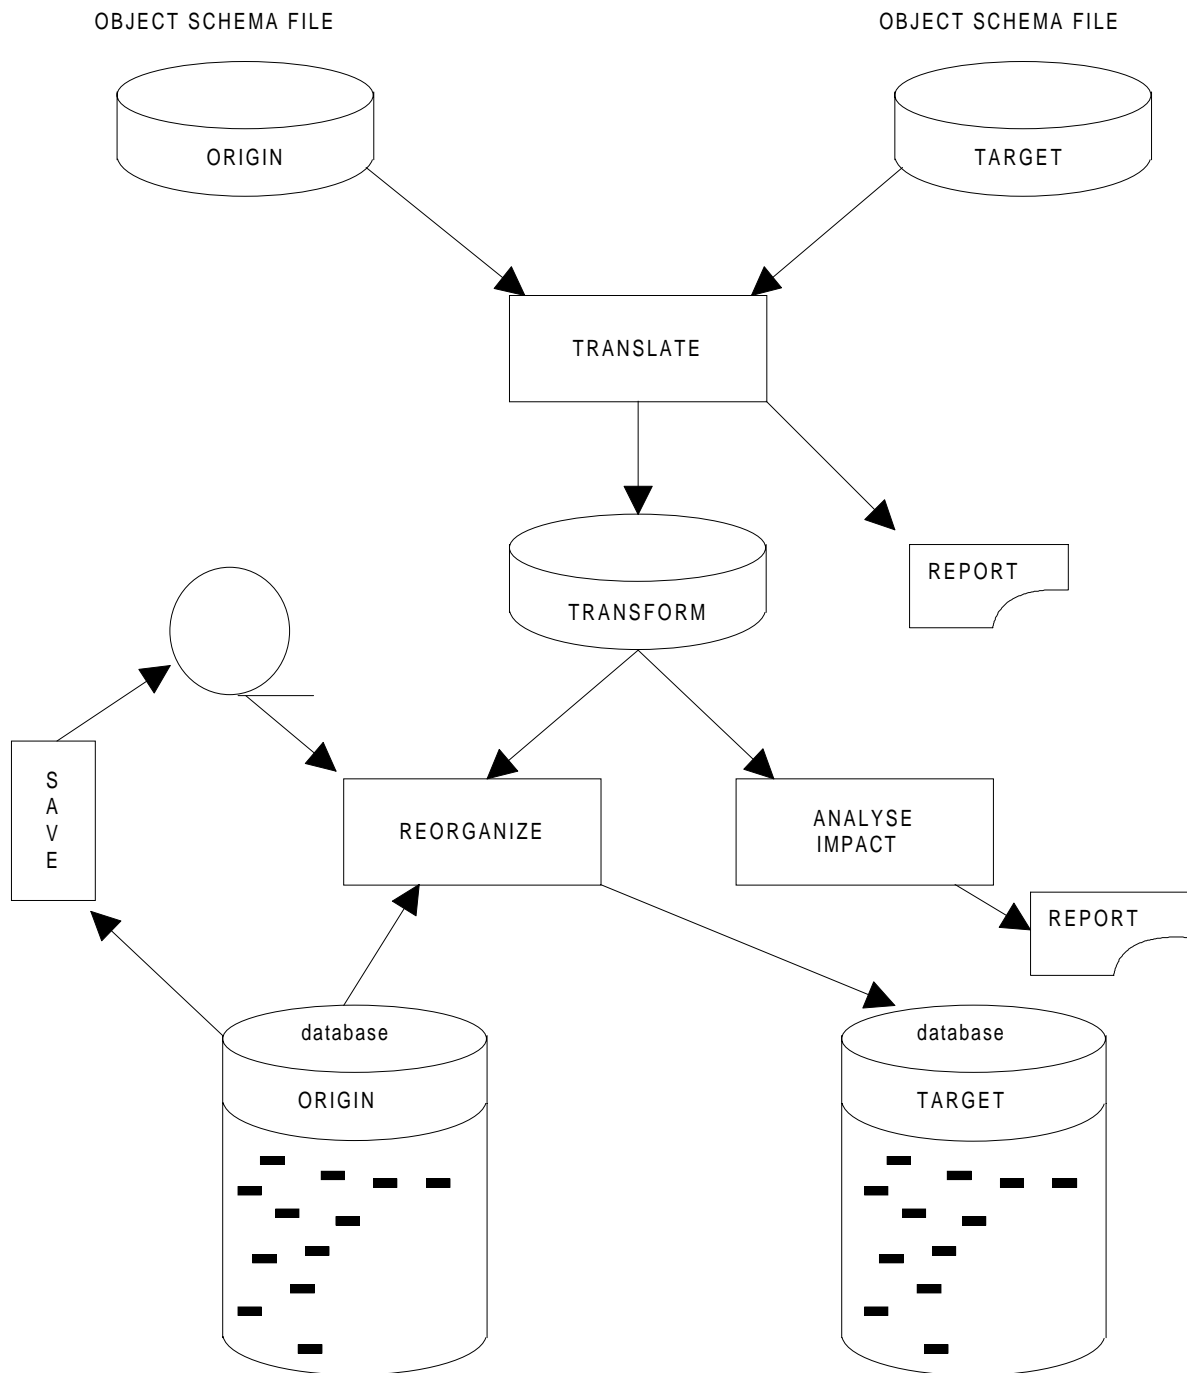 OBJECT SCHEMA FILE
OBJECT SCHEMA FILE
ORIGIN
TARGET
TRANSLATE
REPORT
TRANSFORM
S
A
V
E
REORGANIZE
ANALYSE
IMPACT
REPORT
database
ORIGIN
database
TARGET